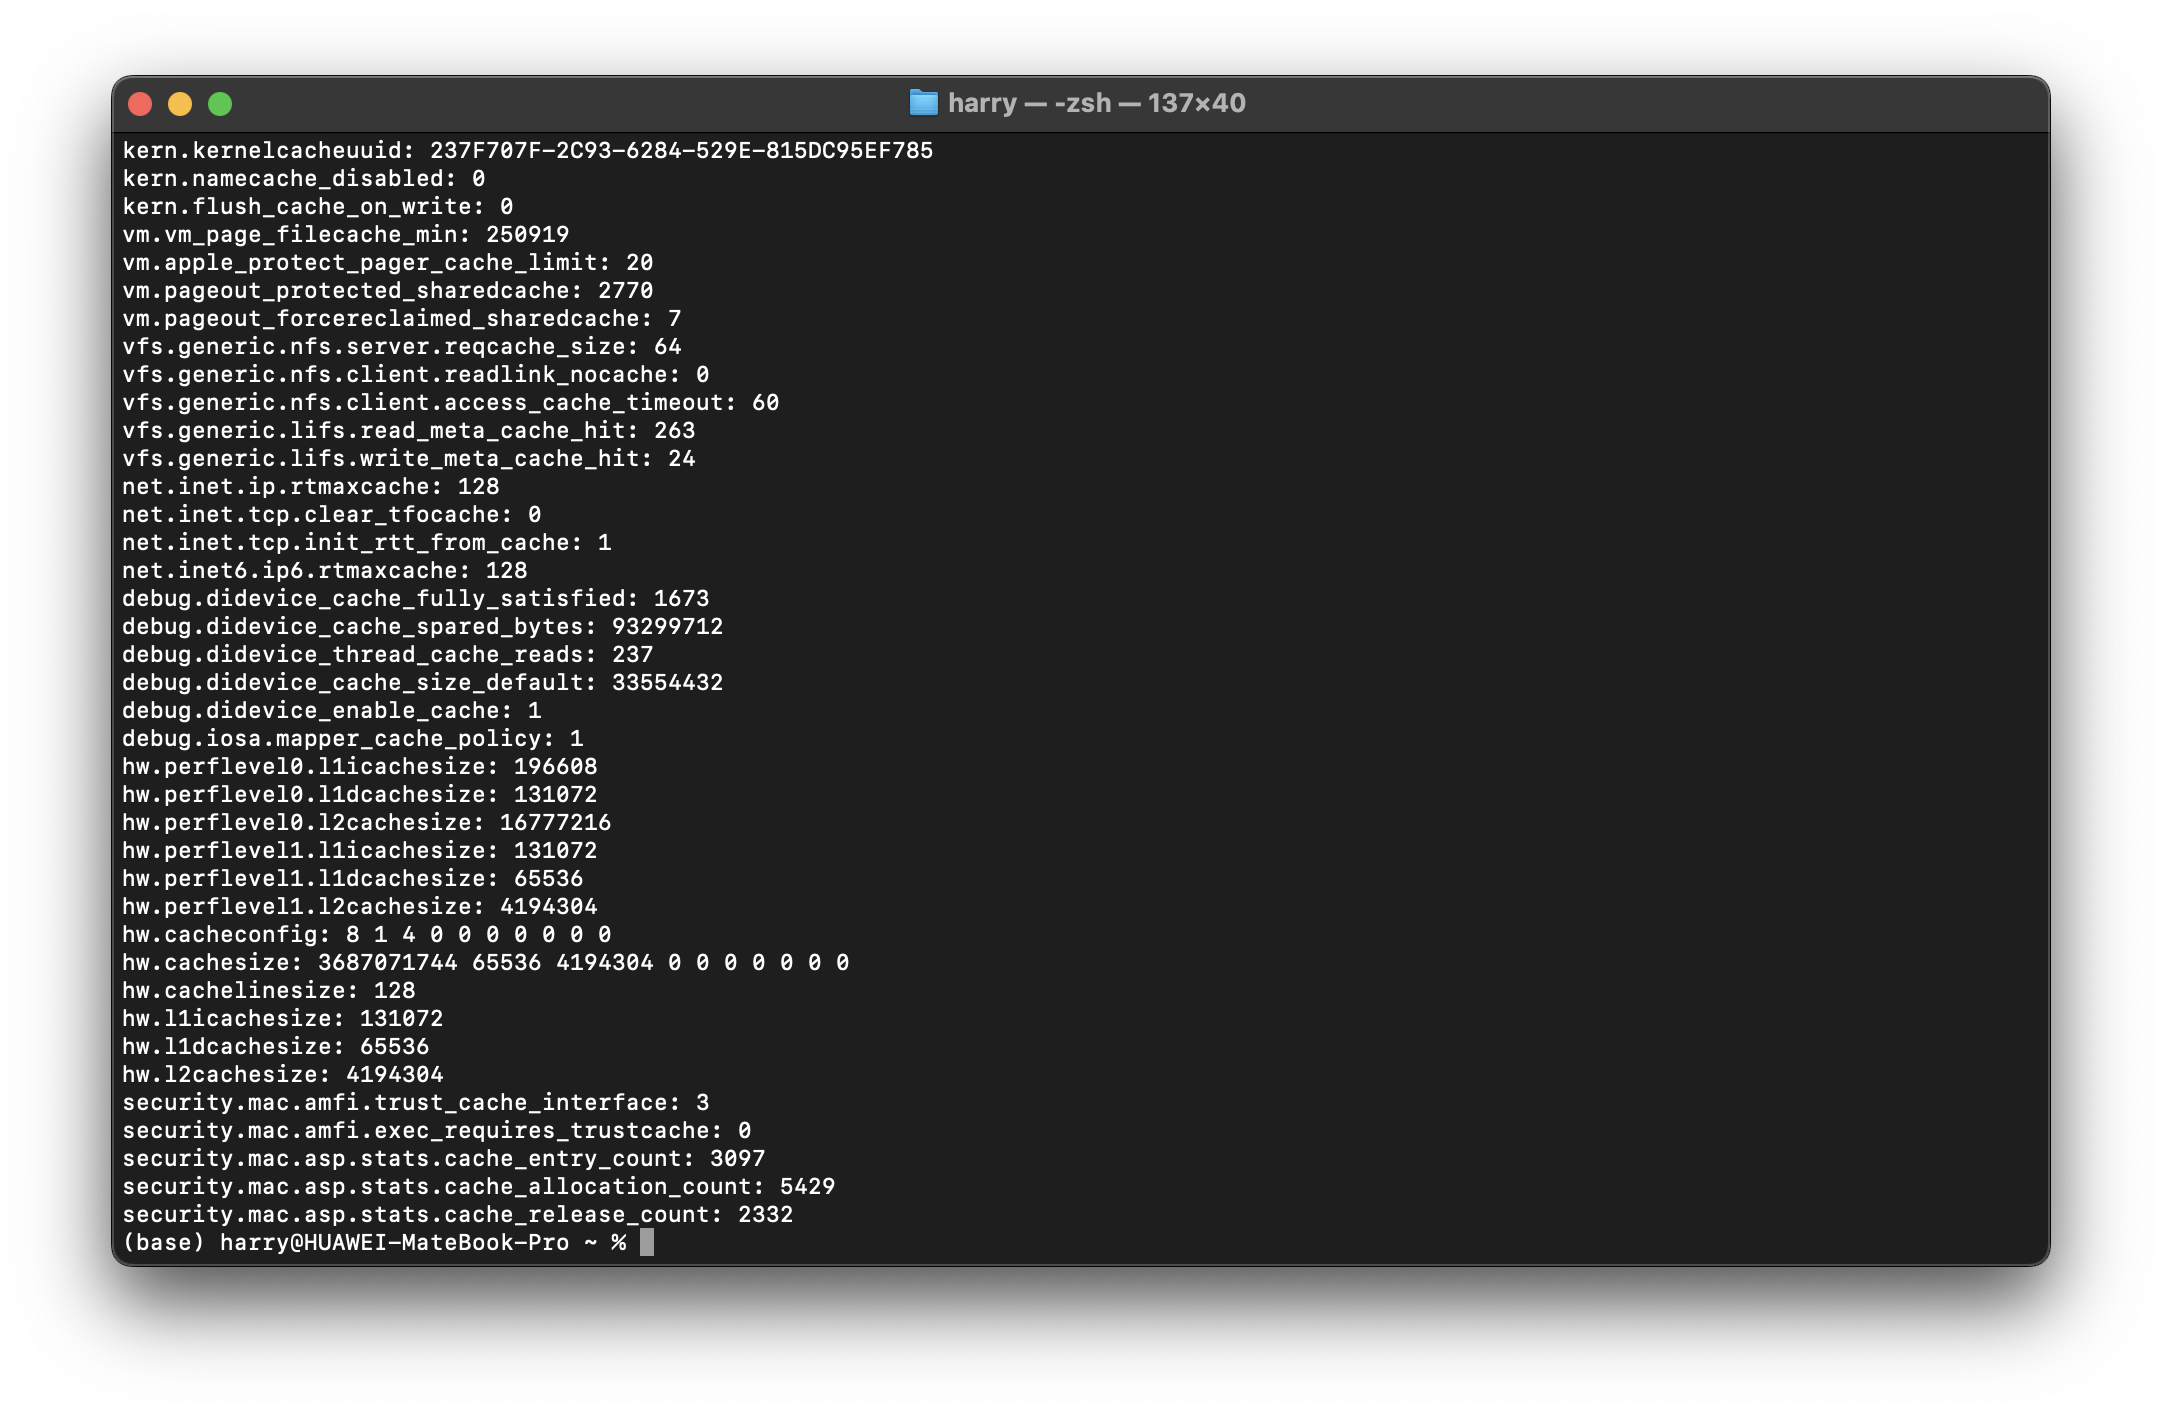 harry — -zsh — 137×40
kern.kernelcacheuuid: 237F707F-2C93-6284-529E-815DC95EF785
kern.namecache_disabled: 0
kern.flush_cache_on_write: 0
vm.vm_page_filecache_min: 250919
vm.apple_protect_pager_cache_limit: 20
vm.pageout_protected_sharedcache: 2770
vm.pageout_forcereclaimed_sharedcache: 7
vfs.generic.nfs.server.reqcache_size: 64
vfs.generic.nfs.client.readlink_nocache: 0
vfs.generic.nfs.client.access_cache_timeout: 60
vfs.generic.lifs.read_meta_cache_hit: 263
vfs.generic.lifs.write_meta_cache_hit: 24
net.inet.ip.rtmaxcache: 128
net.inet.tcp.clear_tfocache: 0
net.inet.tcp.init_rtt_from_cache: 1
net.inet6.ip6.rtmaxcache: 128
debug.didevice_cache_fully_satisfied: 1673
debug.didevice_cache_spared_bytes: 93299712
debug.didevice_thread_cache_reads: 237
debug.didevice_cache_size_default: 33554432
debug.didevice_enable_cache: 1
debug.iosa.mapper_cache_policy: 1
hw.perflevel0.l1icachesize: 196608
hw.perflevel0.l1dcachesize: 131072
hw.perflevel0.l2cachesize: 16777216
hw.perflevel1.l1icachesize: 131072
hw.perflevel1.l1dcachesize: 65536
hw.perflevel1.l2cachesize: 4194304
hw.cacheconfig: 8 1 4 0 0 0 0 0 0 0
hw.cachesize: 3687071744 65536 4194304 0 0 0 0 0 0 0
hw.cachelinesize: 128
hw.l1icachesize: 131072
hw.l1dcachesize: 65536
hw.l2cachesize: 4194304
security.mac.amfi.trust_cache_interface: 3
security.mac.amfi.exec_requires_trustcache: 0
security.mac.asp.stats.cache_entry_count: 3097
security.mac.asp.stats.cache_allocation_count: 5429
security.mac.asp.stats.cache_release_count: 2332
(base) harry@HUAWEI-MateBook-Pro ~ %